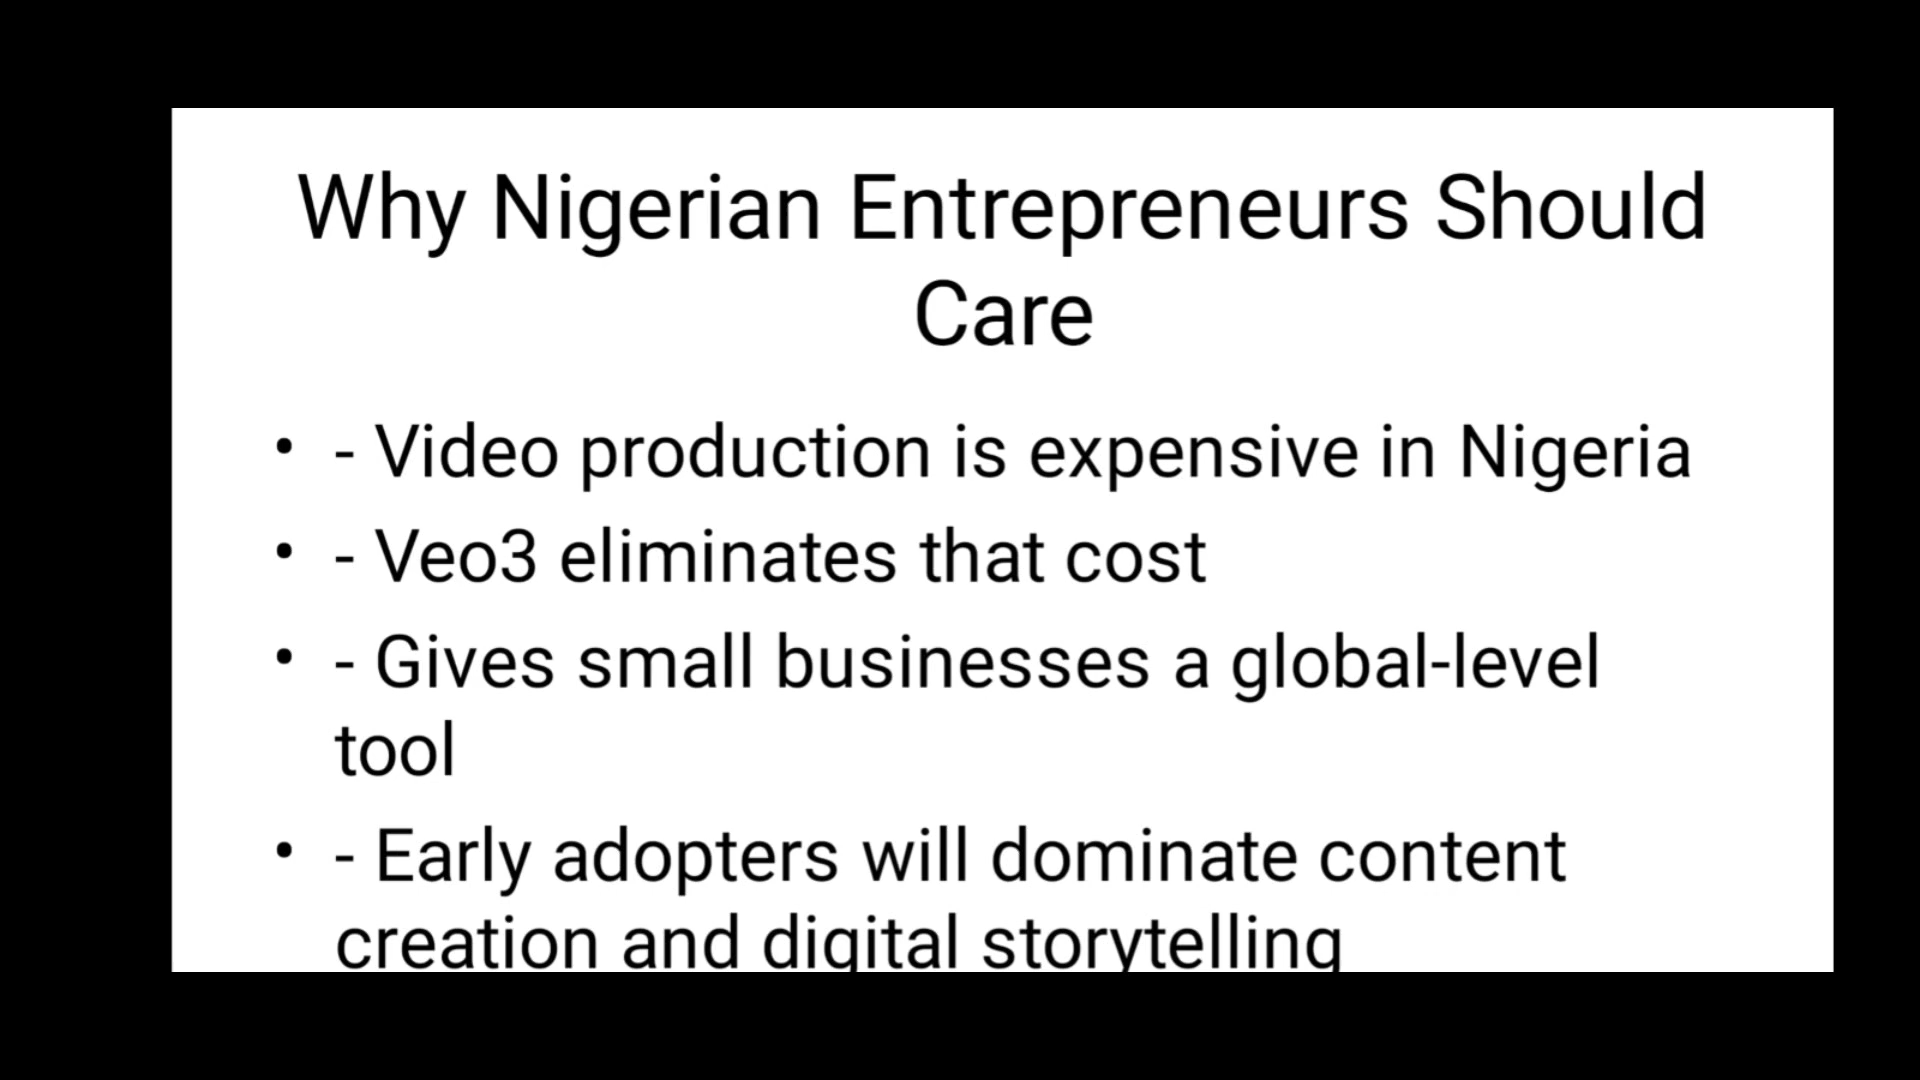 Why Nigerian Entrepreneurs Should
Care
• - Video production is expensive in Nigeria
• - Veo3 eliminates that cost
• - Gives small businesses a global-level
tool
• - Early adopters will dominate content
creation and digital storytelling